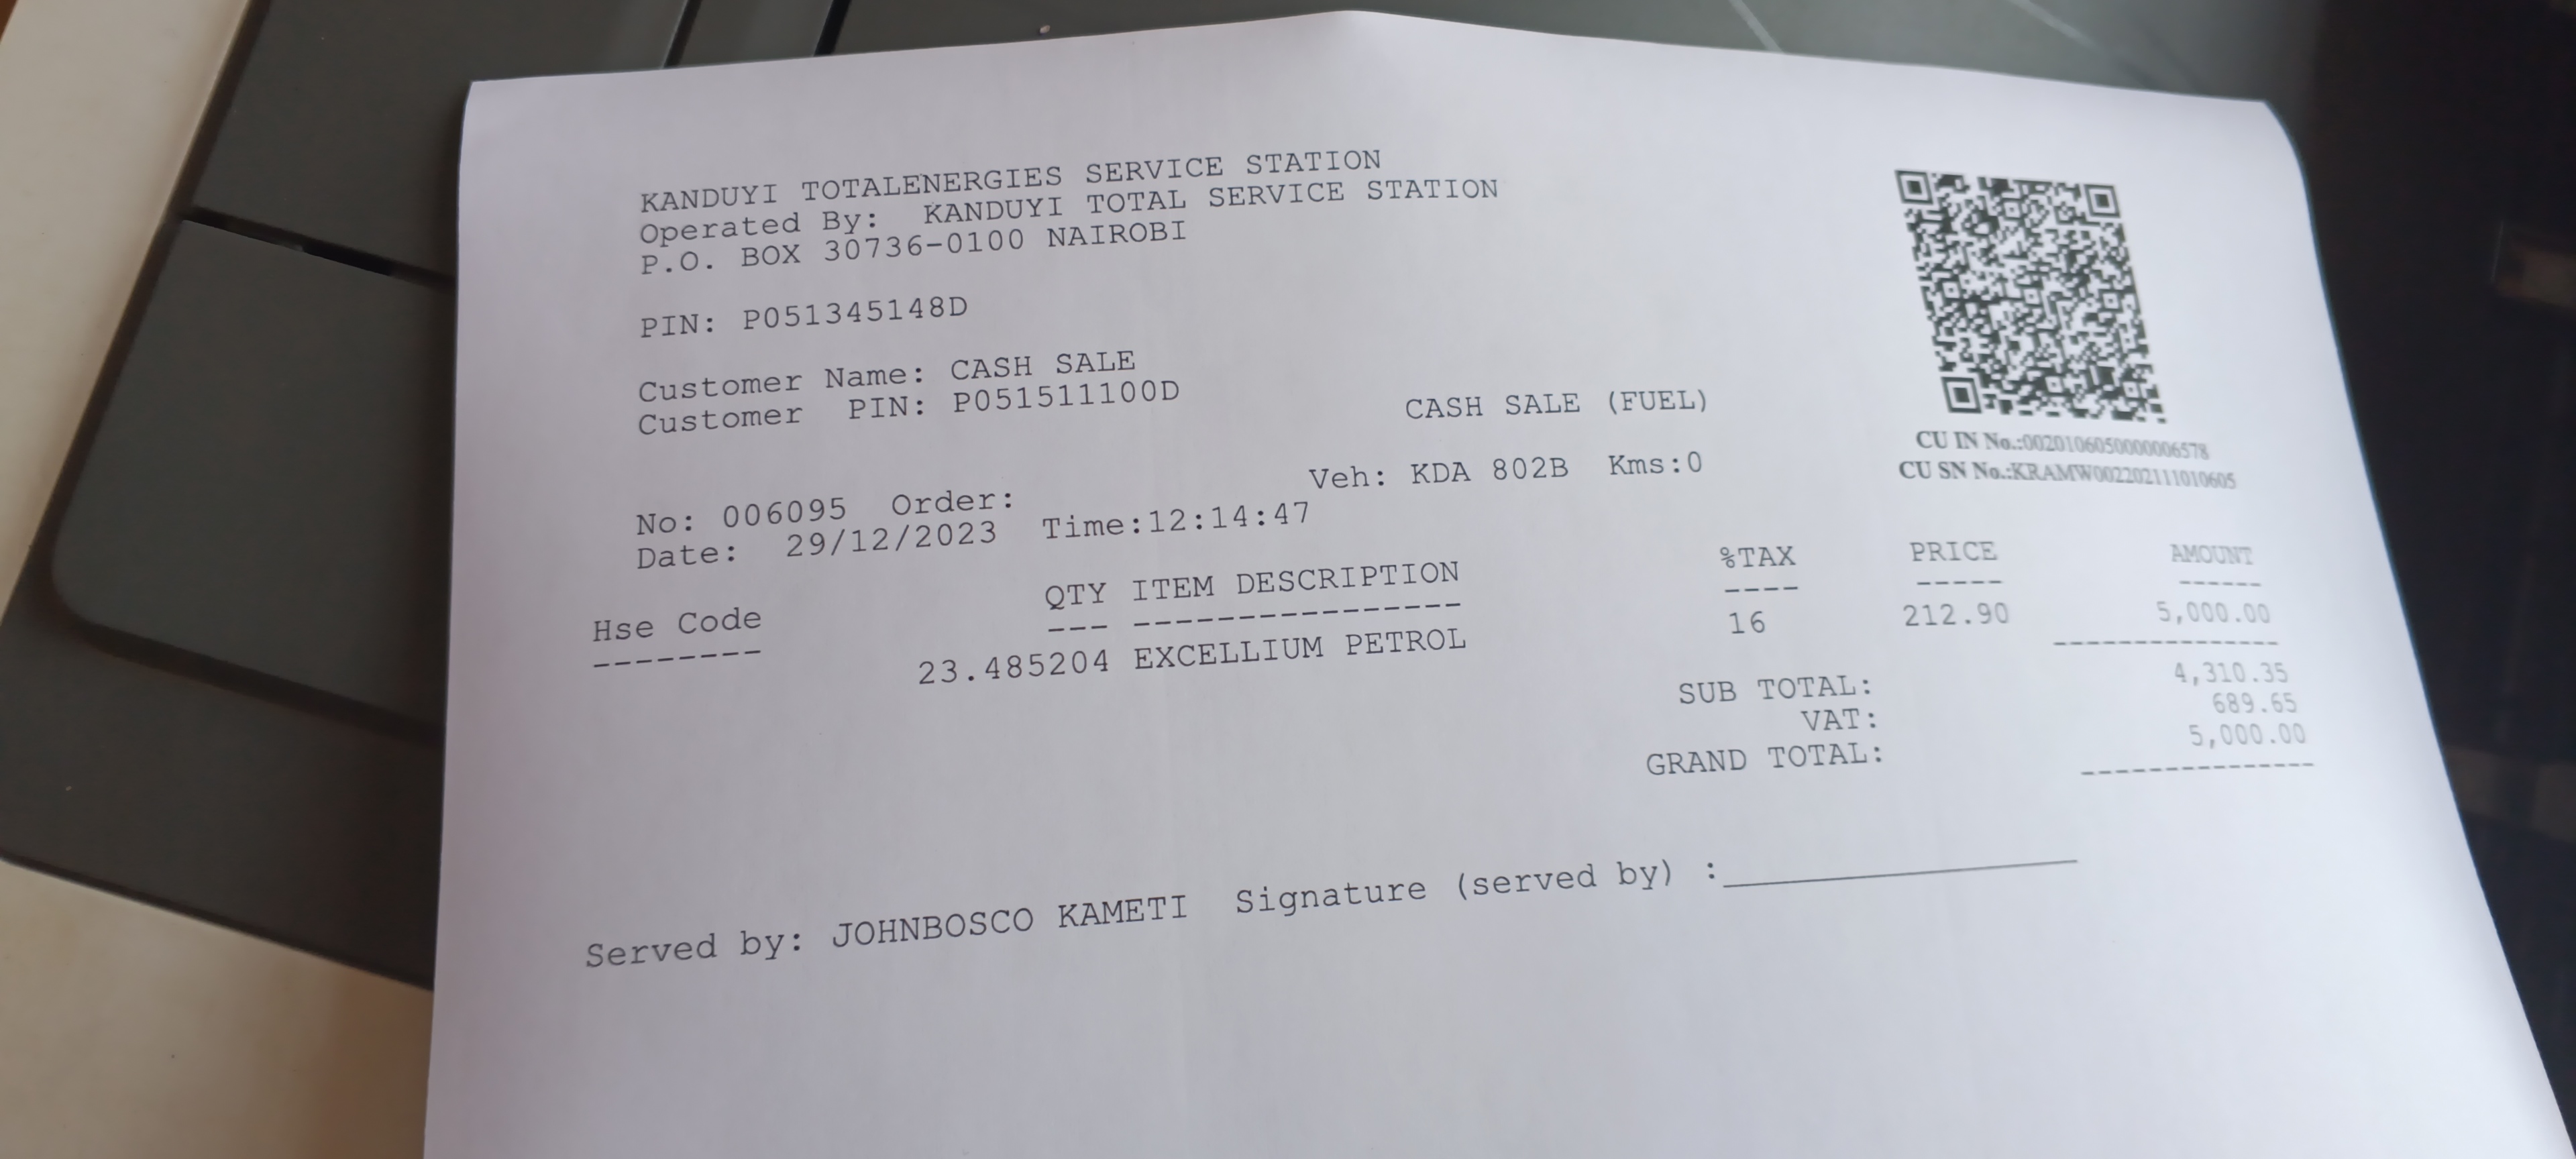 KANDUYI TOTALENERGIES SERVICE STATION
Operated By: KANDUYI TOTAL SERVICE STATION
P.O. BOX 30736-0100 NAIROBI
PIN: P051345148D
Customer Name: CASH SALE
Customer PIN: P051511100D
CASH SALE (FUEL)
CU IN No.:0020106050000006578
CU SN No.:KRAMW002202111010605
No: 006095 Order: Veh: KDA 802B Kms:0
Date: 29/12/2023 Time:12:14:47
Hse Code QTY ITEM DESCRIPTION %TAX PRICE AMOUNT
-------- --- --------------- ---- ----- ------
23.485204 EXCELLIUM PETROL 16 212.90 5,000.00
---------------
SUB TOTAL: 4,310.35
VAT: 689.65
GRAND TOTAL: 5,000.00
---------------
Served by: JOHNBOSCO KAMETI Signature (served by) :_________________